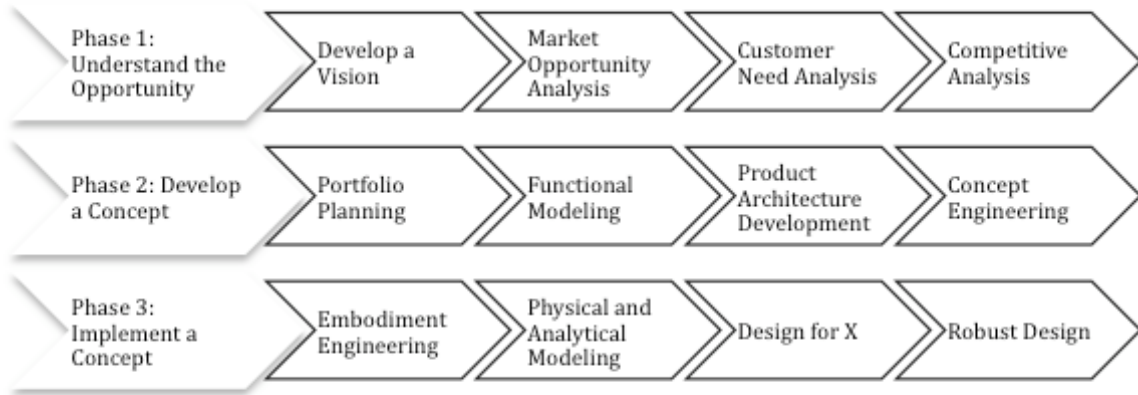 Phase 1:
Understand the
Opportunity
Develop a
Vision
Market
Opportunity
Analysis
Customer
Need Analysis
Competitive
Analysis
Phase 2: Develop
a Concept
Portfolio
Planning
Functional
Modeling
Product
Architecture
Development
Concept
Engineering
Phase 3:
Implement a
Concept
Embodiment
Engineering
Physical and
Analytical
Modeling
Design for X
Robust Design